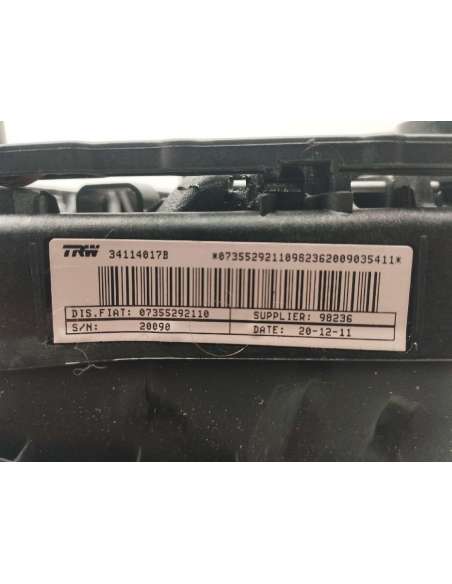 TRW 34114017B *07355292110982362009035411*
DIS.FIAT: 07355292110 SUPPLIER: 98236
S/N: 20090 DATE: 20-12-11